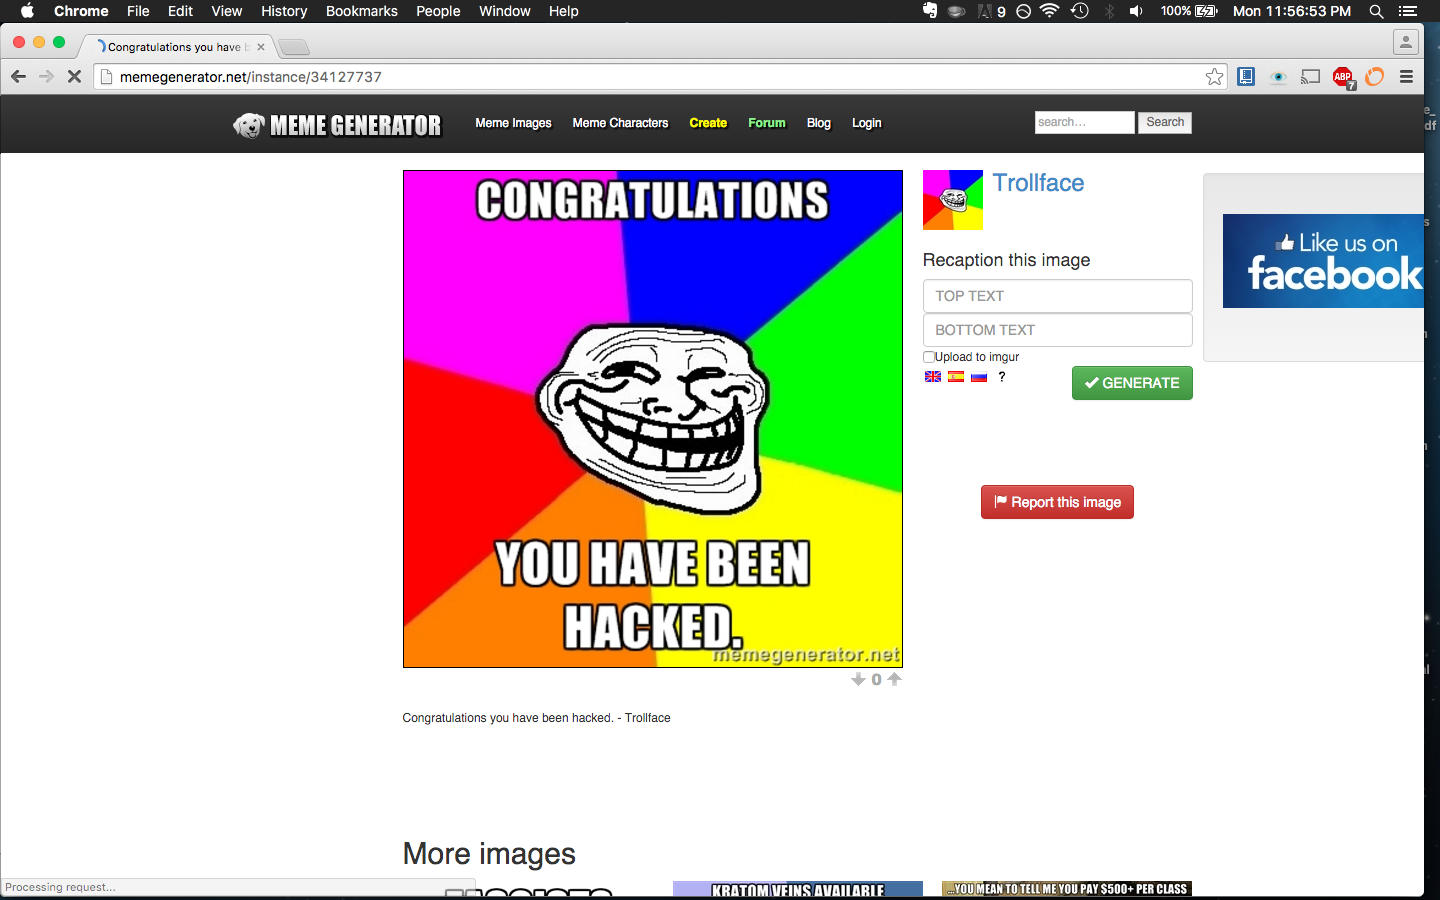 Chrome File Edit View History Bookmarks People Window Help
9 100% Mon 11:56:53 PM
Congratulations you have b
memegenerator.net/instance/34127737
ABP 7
MEME GENERATOR Meme Images Meme Characters Create Forum Blog Login search... Search
CONGRATULATIONS
YOU HAVE BEEN
HACKED.
memegenerator.net
0
Congratulations you have been hacked. - Trollface
Trollface
Recaption this image
TOP TEXT
BOTTOM TEXT
Upload to imgur
? GENERATE
Report this image
Like us on
facebook
More images
KRATOM VEINS AVAILABLE
...YOU MEAN TO TELL ME YOU PAY $500+ PER CLASS
Processing request...